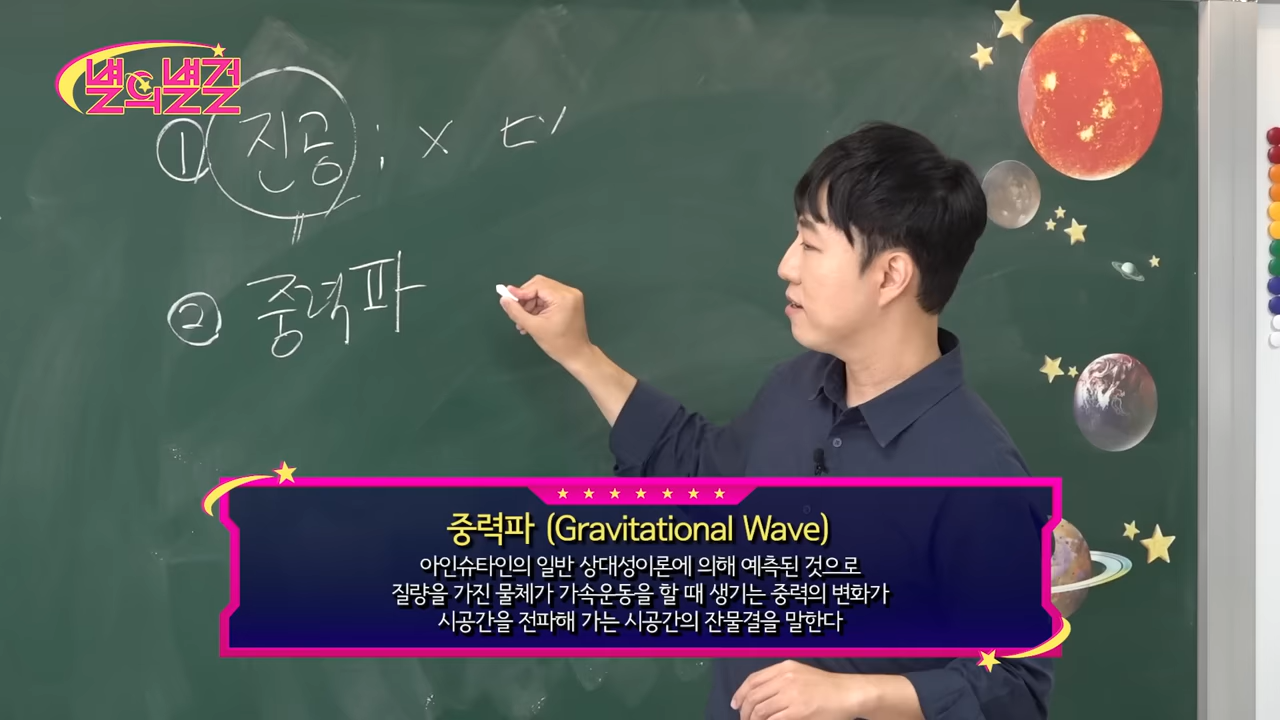 별의별걸
① 진공 : ×
② 중력파
중력파 (Gravitational Wave)
아인슈타인의 일반 상대성이론에 의해 예측된 것으로
질량을 가진 물체가 가속운동을 할 때 생기는 중력의 변화가
시공간을 전파해 가는 시공간의 잔물결을 말한다